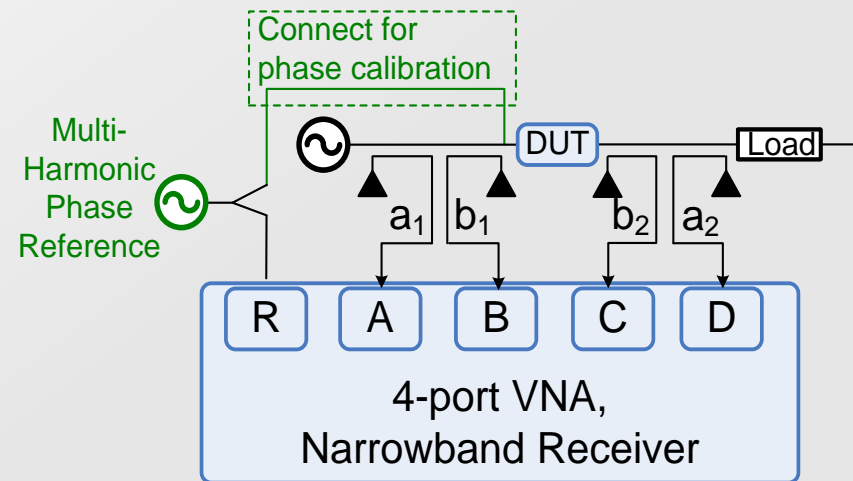 Connect for
phase calibration
Multi-
Harmonic
Phase
Reference
DUT
Load
a₁ b₁ b₂ a₂
R A B C D
4-port VNA,
Narrowband Receiver